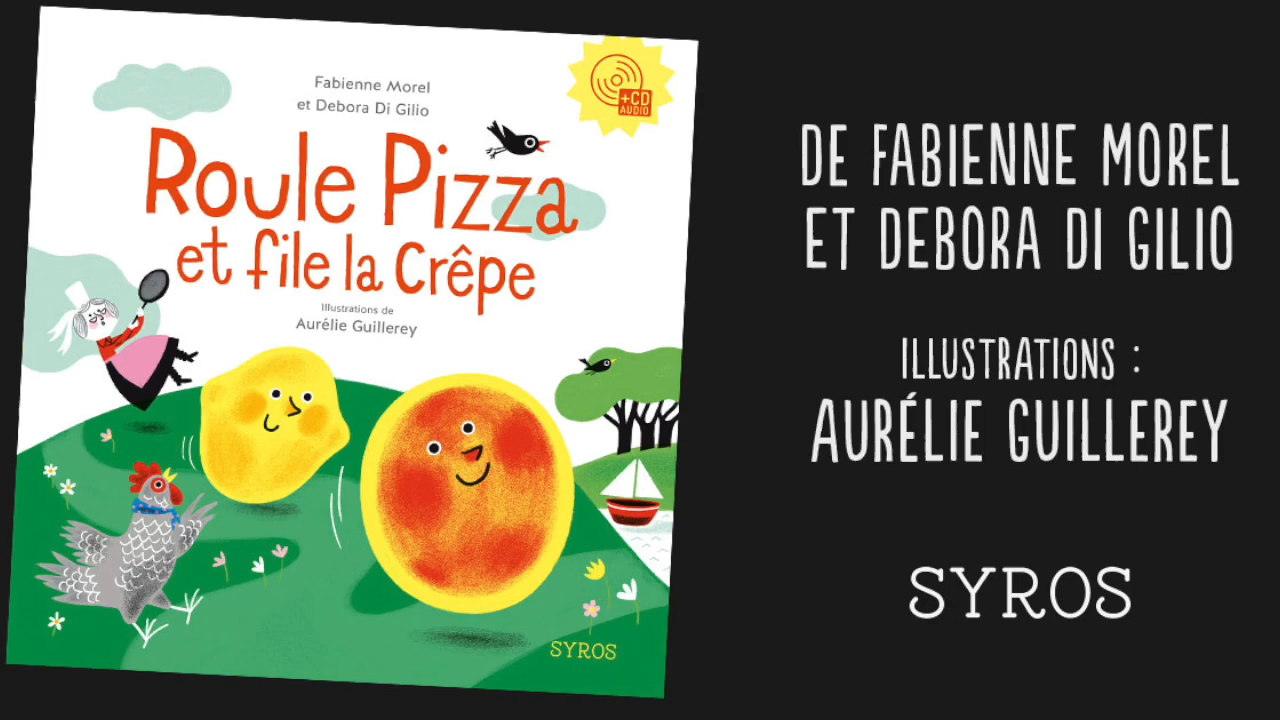 Fabienne Morel
et Debora Di Gilio
+CD
AUDIO
Roule Pizza
et file la Crêpe
Illustrations de
Aurélie Guillerey
SYROS
DE FABIENNE MOREL
ET DEBORA DI GILIO
ILLUSTRATIONS :
AURÉLIE GUILLEREY
SYROS